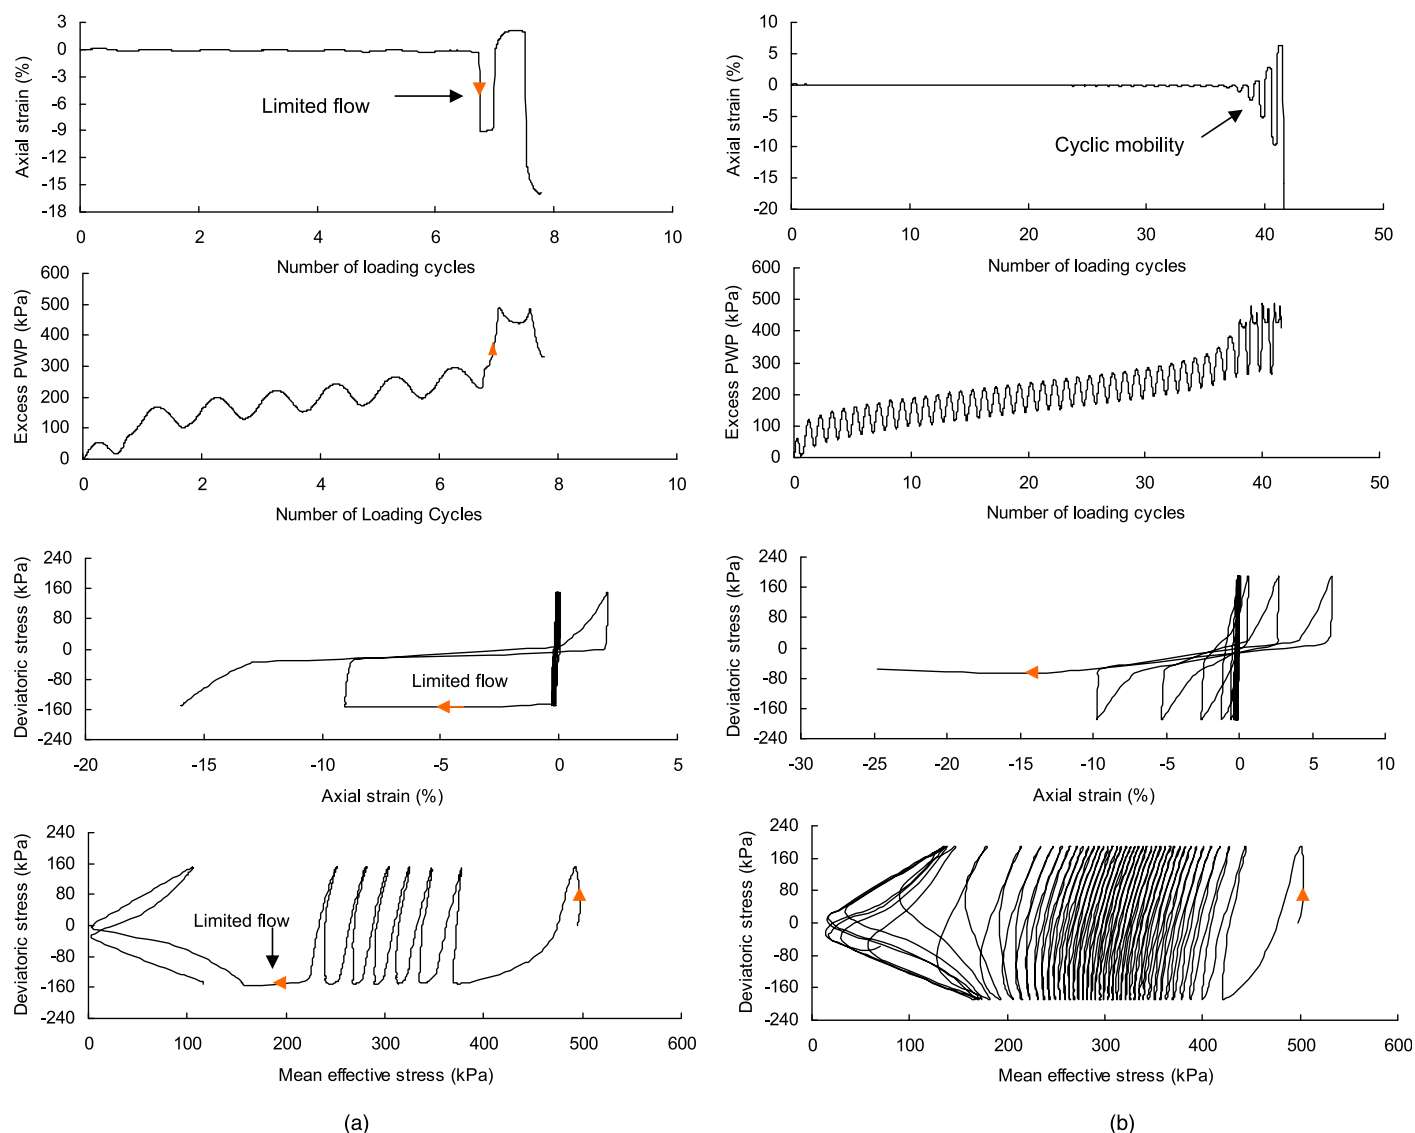 3
0
-3
-6
-9
-12
-15
-18
Axial strain (%)
Limited flow
0 2 4 6 8 10
Number of loading cycles
10
5
0
-5
-10
-15
-20
Axial strain (%)
Cyclic mobility
0 10 20 30 40 50
Number of loading cycles
600
500
400
300
200
100
0
Excess PWP (kPa)
0 2 4 6 8 10
Number of Loading Cycles
600
500
400
300
200
100
0
Excess PWP (kPa)
0 10 20 30 40 50
Number of loading cycles
240
160
80
0
-80
-160
-240
Deviatoric stress (kPa)
Limited flow
-20 -15 -10 -5 0 5
Axial strain (%)
240
160
80
0
-80
-160
-240
Deviatoric stress (kPa)
-30 -25 -20 -15 -10 -5 0 5 10
Axial strain (%)
240
160
80
0
-80
-160
-240
Deviatoric stress (kPa)
Limited flow
0 100 200 300 400 500 600
Mean effective stress (kPa)
(a)
240
160
80
0
-80
-160
-240
Deviatoric stress (kPa)
0 100 200 300 400 500 600
Mean effective stress (kPa)
(b)